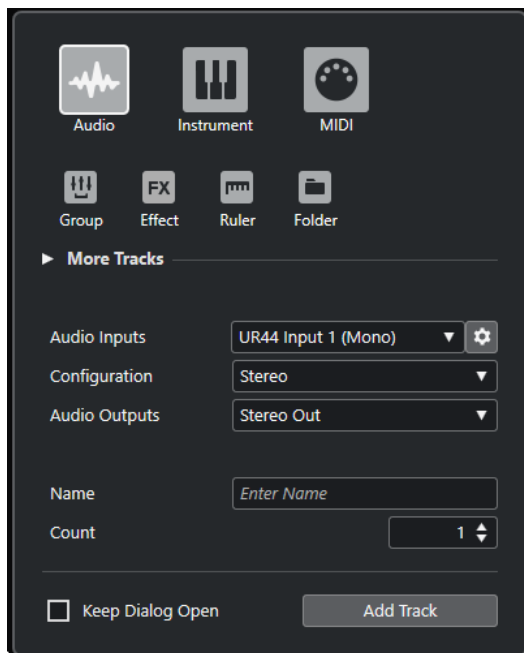 Audio Instrument MIDI
FX
Group Effect Ruler Folder
More Tracks
Audio Inputs UR44 Input 1 (Mono)
Configuration Stereo
Audio Outputs Stereo Out
Name Enter Name
Count 1
Keep Dialog Open Add Track